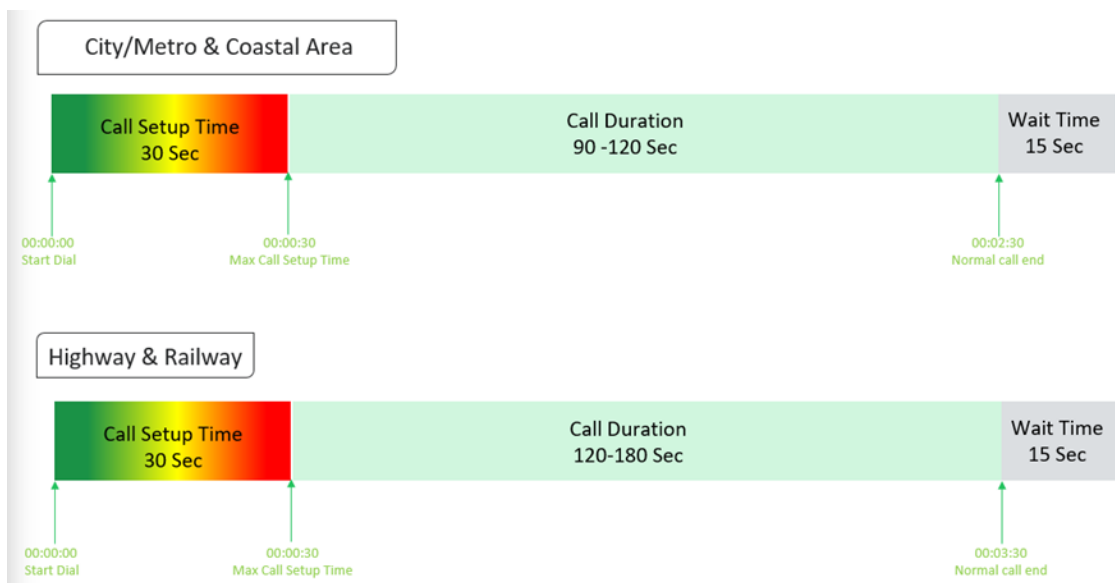 City/Metro & Coastal Area
Call Setup Time
30 Sec
Call Duration
90 -120 Sec
Wait Time
15 Sec
00:00:00
Start Dial
00:00:30
Max Call Setup Time
00:02:30
Normal call end
Highway & Railway
Call Setup Time
30 Sec
Call Duration
120-180 Sec
Wait Time
15 Sec
00:00:00
Start Dial
00:00:30
Max Call Setup Time
00:03:30
Normal call end